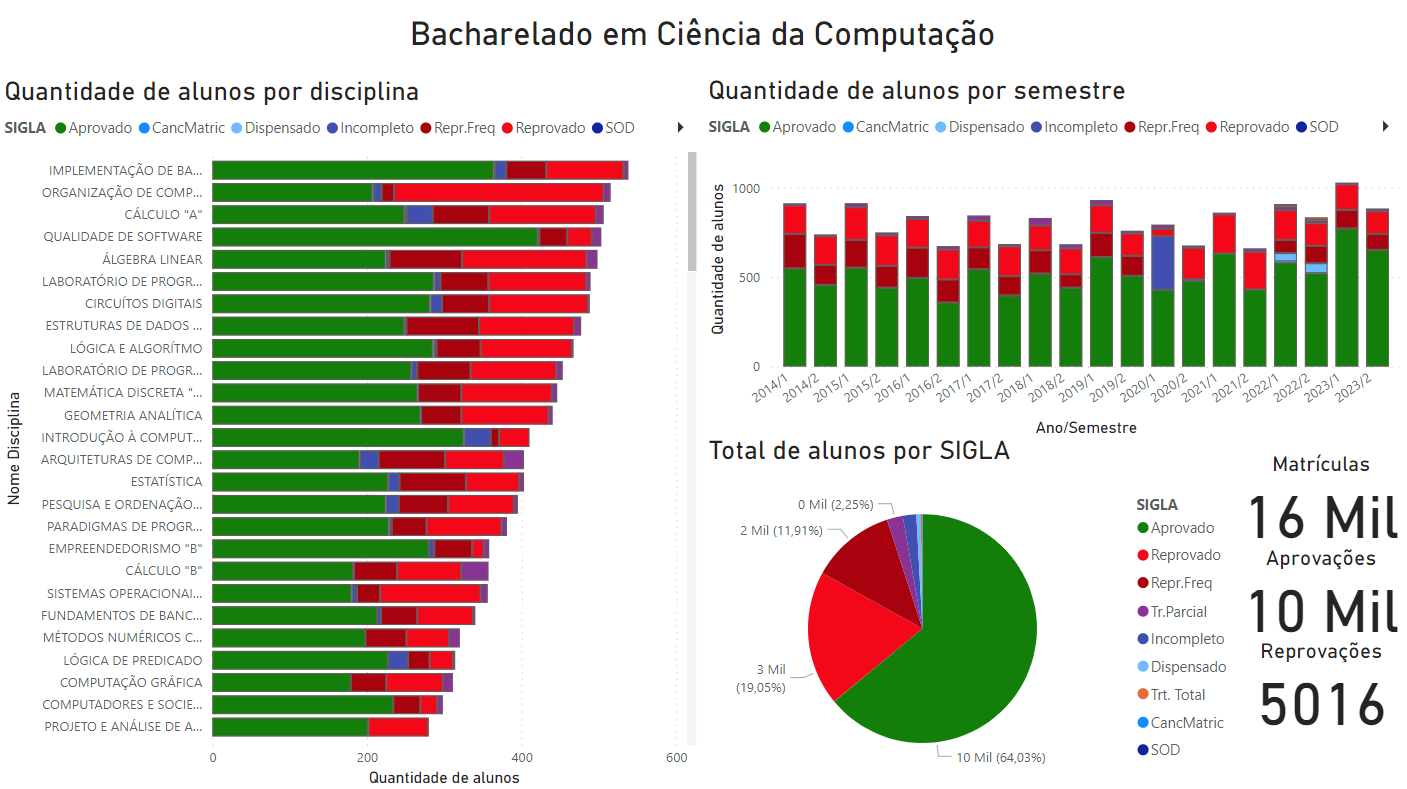 Bacharelado em Ciência da Computação
Quantidade de alunos por disciplina
SIGLA Aprovado CancMatric Dispensado Incompleto Repr.Freq Reprovado SOD
Nome Disciplina
IMPLEMENTAÇÃO DE BA...
ORGANIZAÇÃO DE COMP...
CÁLCULO "A"
QUALIDADE DE SOFTWARE
ÁLGEBRA LINEAR
LABORATÓRIO DE PROGR...
CIRCUÍTOS DIGITAIS
ESTRUTURAS DE DADOS ...
LÓGICA E ALGORÍTMO
LABORATÓRIO DE PROGR...
MATEMÁTICA DISCRETA "...
GEOMETRIA ANALÍTICA
INTRODUÇÃO À COMPUT...
ARQUITETURAS DE COMP...
ESTATÍSTICA
PESQUISA E ORDENAÇÃO...
PARADIGMAS DE PROGR...
EMPREENDEDORISMO "B"
CÁLCULO "B"
SISTEMAS OPERACIONAI...
FUNDAMENTOS DE BANC...
MÉTODOS NUMÉRICOS C...
LÓGICA DE PREDICADO
COMPUTAÇÃO GRÁFICA
COMPUTADORES E SOCIE...
PROJETO E ANÁLISE DE A...
0 200 400 600
Quantidade de alunos
Quantidade de alunos por semestre
SIGLA Aprovado CancMatric Dispensado Incompleto Repr.Freq Reprovado SOD
Quantidade de alunos
1000
500
0
2014/1 2014/2 2015/1 2015/2 2016/1 2016/2 2017/1 2017/2 2018/1 2018/2 2019/1 2019/2 2020/1 2020/2 2021/1 2021/2 2022/1 2022/2 2023/1 2023/2
Ano/Semestre
Total de alunos por SIGLA
0 Mil (2,25%)
2 Mil (11,91%)
3 Mil
(19,05%)
10 Mil (64,03%)
SIGLA
Aprovado
Reprovado
Repr.Freq
Tr.Parcial
Incompleto
Dispensado
Trt. Total
CancMatric
SOD
Matrículas
16 Mil
Aprovações
10 Mil
Reprovações
5016